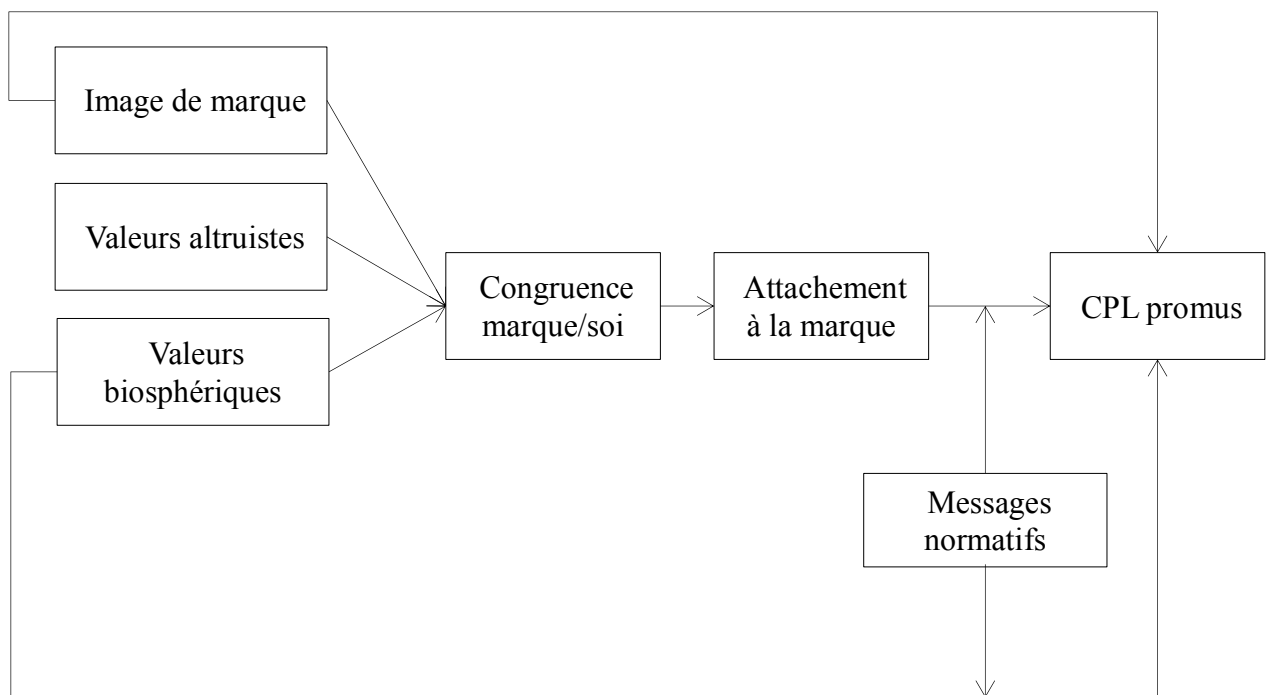 Image de marque
Valeurs altruistes
Valeurs
biosphériques
Congruence
marque/soi
Attachement
à la marque
CPL promus
Messages
normatifs